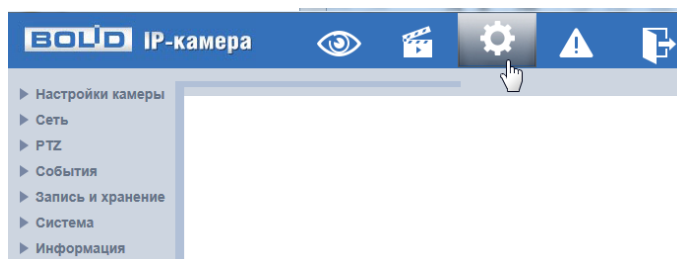 BOLID IP-камера
Настройки камеры
Сеть
PTZ
События
Запись и хранение
Система
Информация